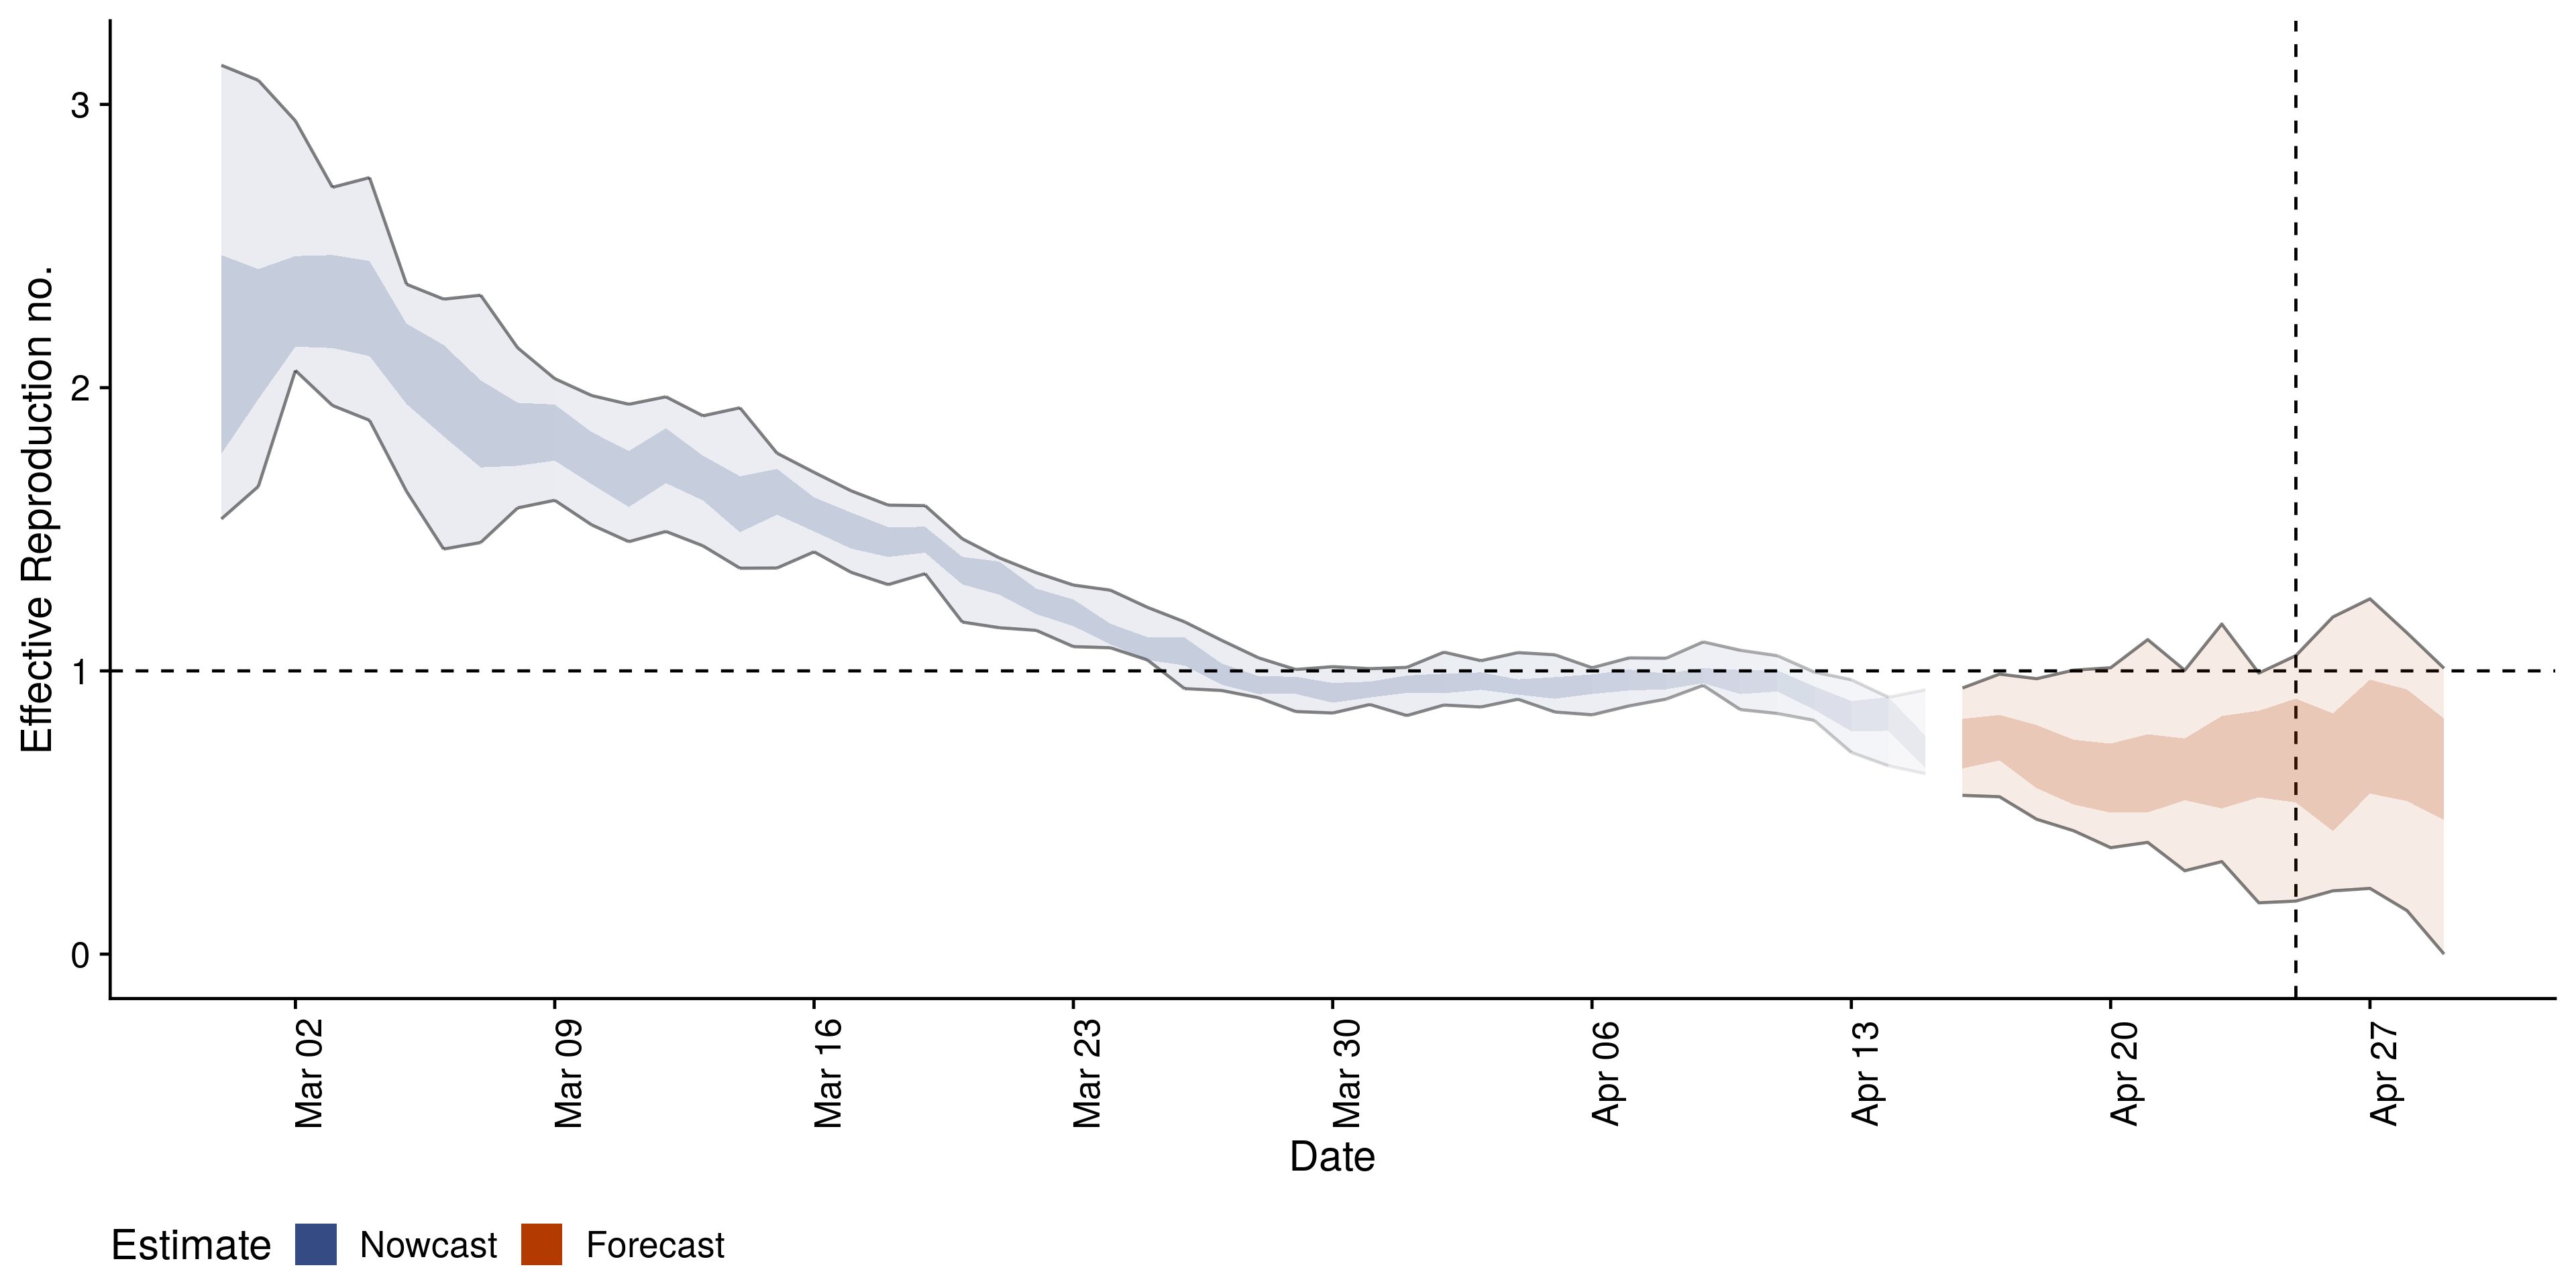 Effective Reproduction no.
3
2
1
0
Mar 02
Mar 09
Mar 16
Mar 23
Mar 30
Apr 06
Apr 13
Apr 20
Apr 27
Date
Estimate Nowcast Forecast